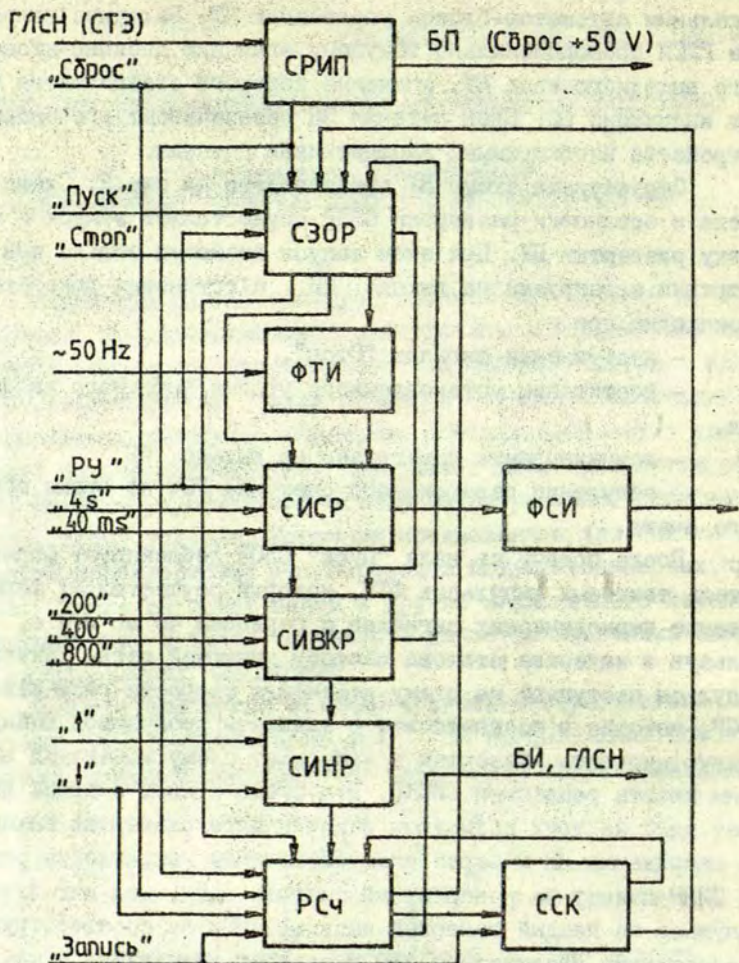 ГЛСН (СТЗ)
БП (Сброс +50 V)
„Сброс"
СРИП
„Пуск"
„Стоп"
СЗОР
~50 Hz
ФТИ
„РУ"
„4s"
„40 ms"
СИСР
ФСИ
„200"
„400"
„800"
СИВКР
„↑"
„↓"
СИНР
БИ, ГЛСН
РСч
ССК
„Запись"